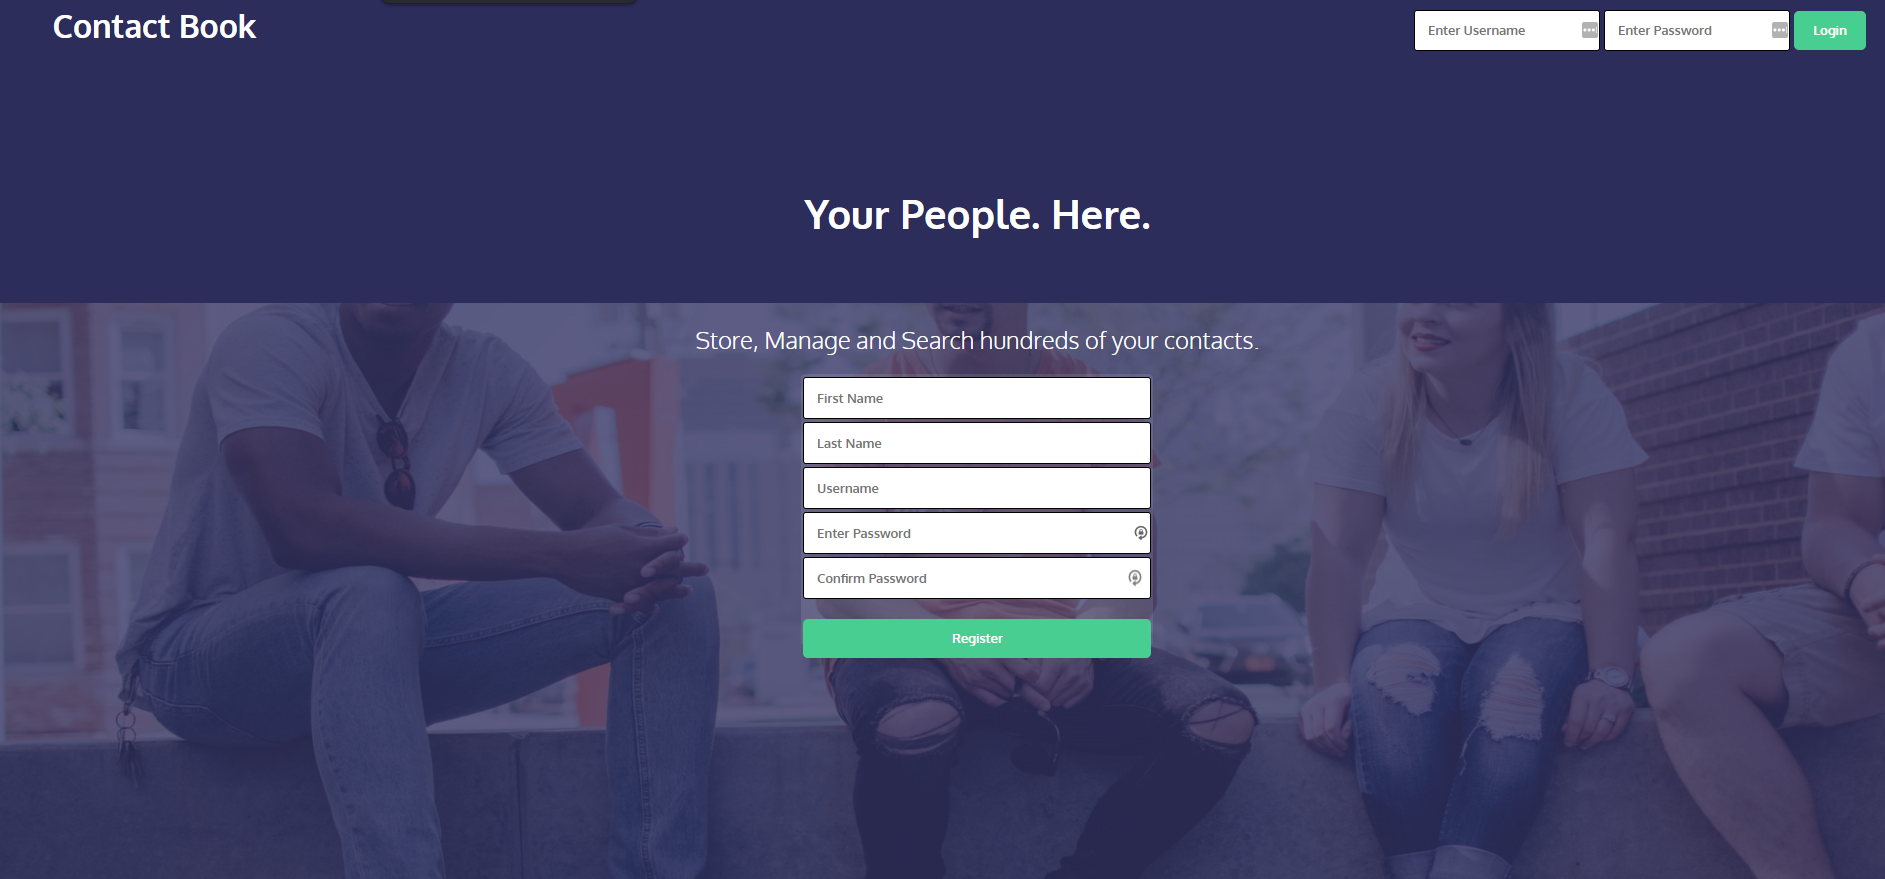 Contact Book
Enter Username
Enter Password
Login
Your People. Here.
Store, Manage and Search hundreds of your contacts.
First Name
Last Name
Username
Enter Password
Confirm Password
Register